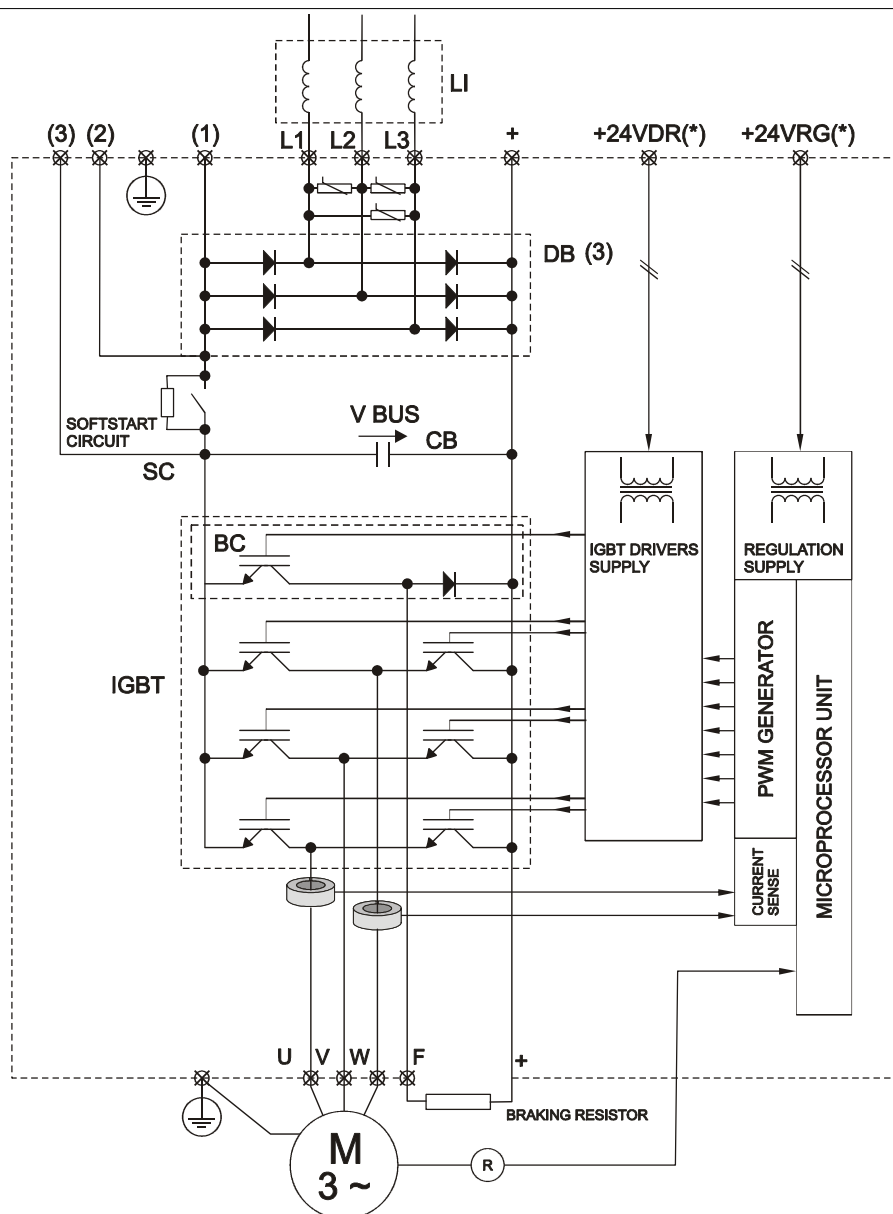 LI
(3) (2) (1) L1 L2 L3 + +24VDR(*) +24VRG(*)
DB (3)
SOFTSTART
CIRCUIT
V BUS
CB
SC
BC
IGBT DRIVERS
SUPPLY
REGULATION
SUPPLY
IGBT
PWM GENERATOR
MICROPROCESSOR UNIT
CURRENT
SENSE
U V W F +
BRAKING RESISTOR
M
3 ~
R